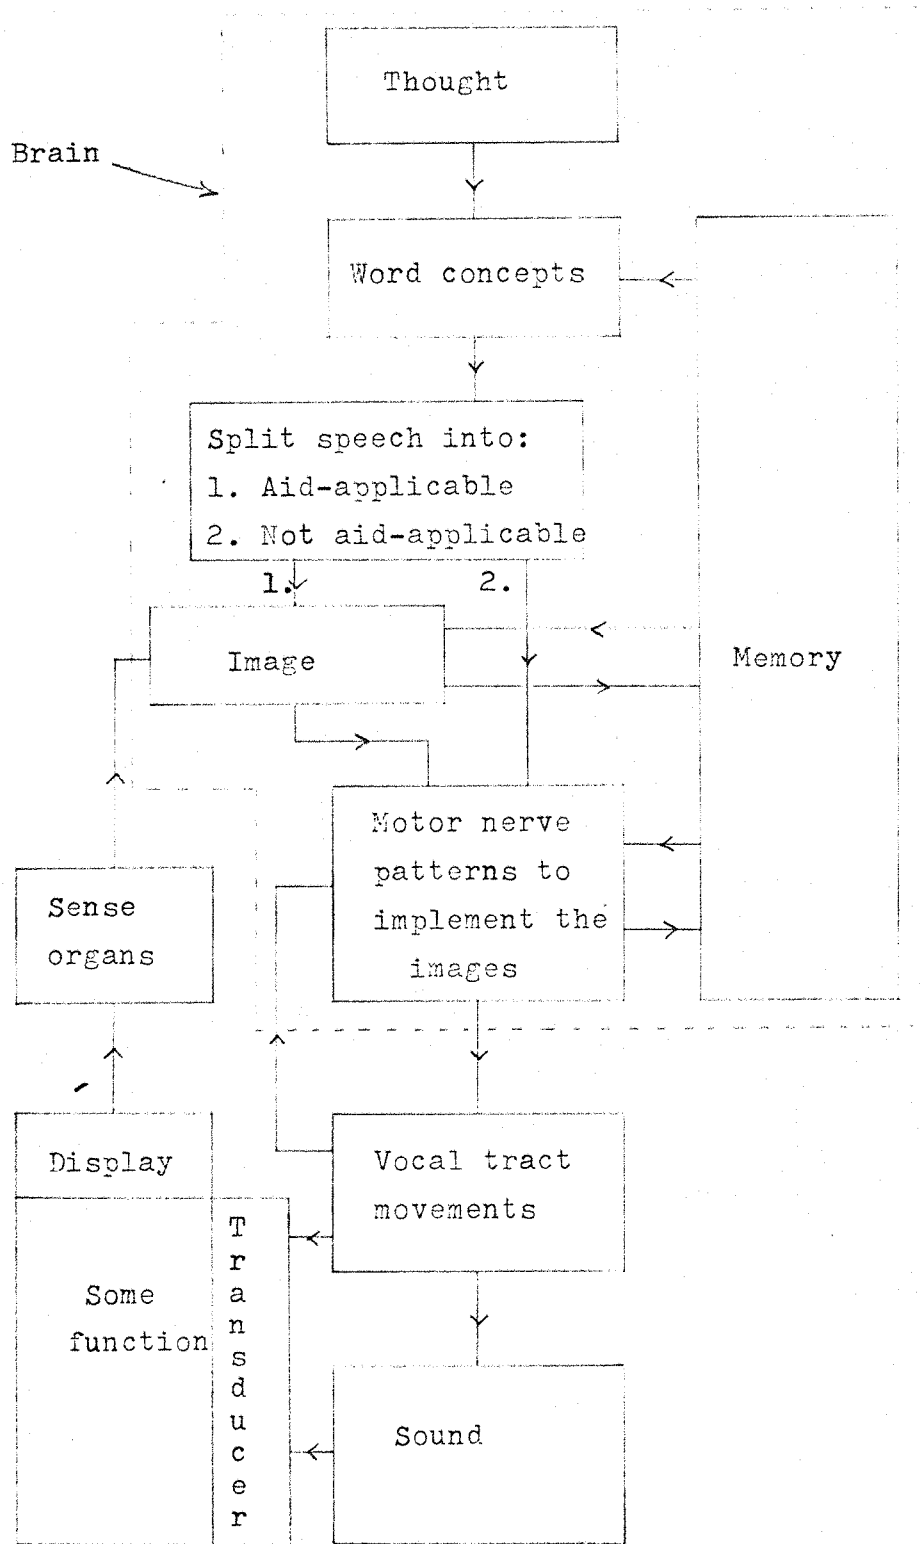 Thought
Brain
Word concepts
Split speech into:
1. Aid-applicable
2. Not aid-applicable
1.
2.
Image
Memory
Motor nerve
patterns to
implement the
images
Sense
organs
Display
Vocal tract
movements
Transducer
Some
function
Sound